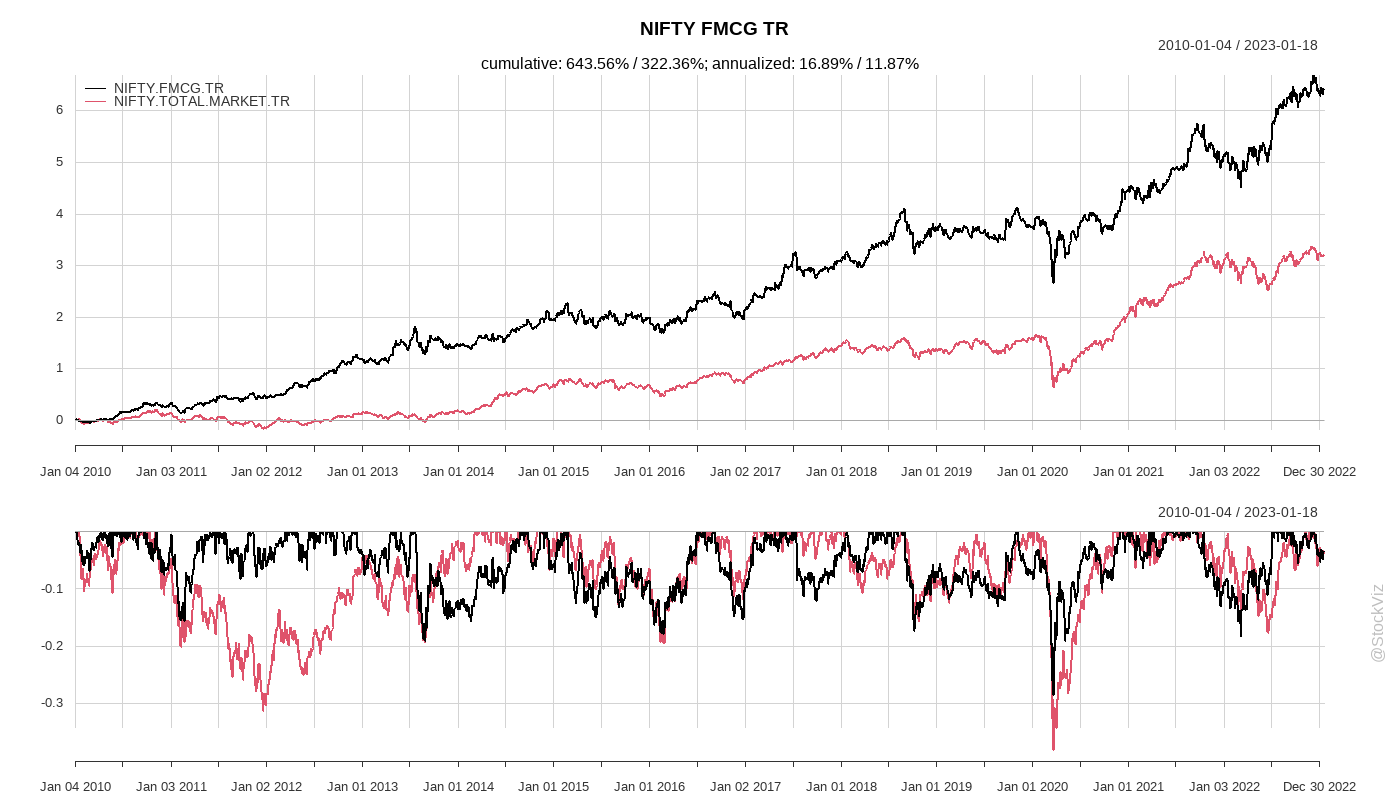 NIFTY FMCG TR
2010-01-04 / 2023-01-18
cumulative: 643.56% / 322.36%; annualized: 16.89% / 11.87%
NIFTY.FMCG.TR
NIFTY.TOTAL.MARKET.TR
6
5
4
3
2
1
0
Jan 04 2010 Jan 03 2011 Jan 02 2012 Jan 01 2013 Jan 01 2014 Jan 01 2015 Jan 01 2016 Jan 02 2017 Jan 01 2018 Jan 01 2019 Jan 01 2020 Jan 01 2021 Jan 03 2022 Dec 30 2022
2010-01-04 / 2023-01-18
-0.1
-0.2
-0.3
Jan 04 2010 Jan 03 2011 Jan 02 2012 Jan 01 2013 Jan 01 2014 Jan 01 2015 Jan 01 2016 Jan 02 2017 Jan 01 2018 Jan 01 2019 Jan 01 2020 Jan 01 2021 Jan 03 2022 Dec 30 2022
@StockViz